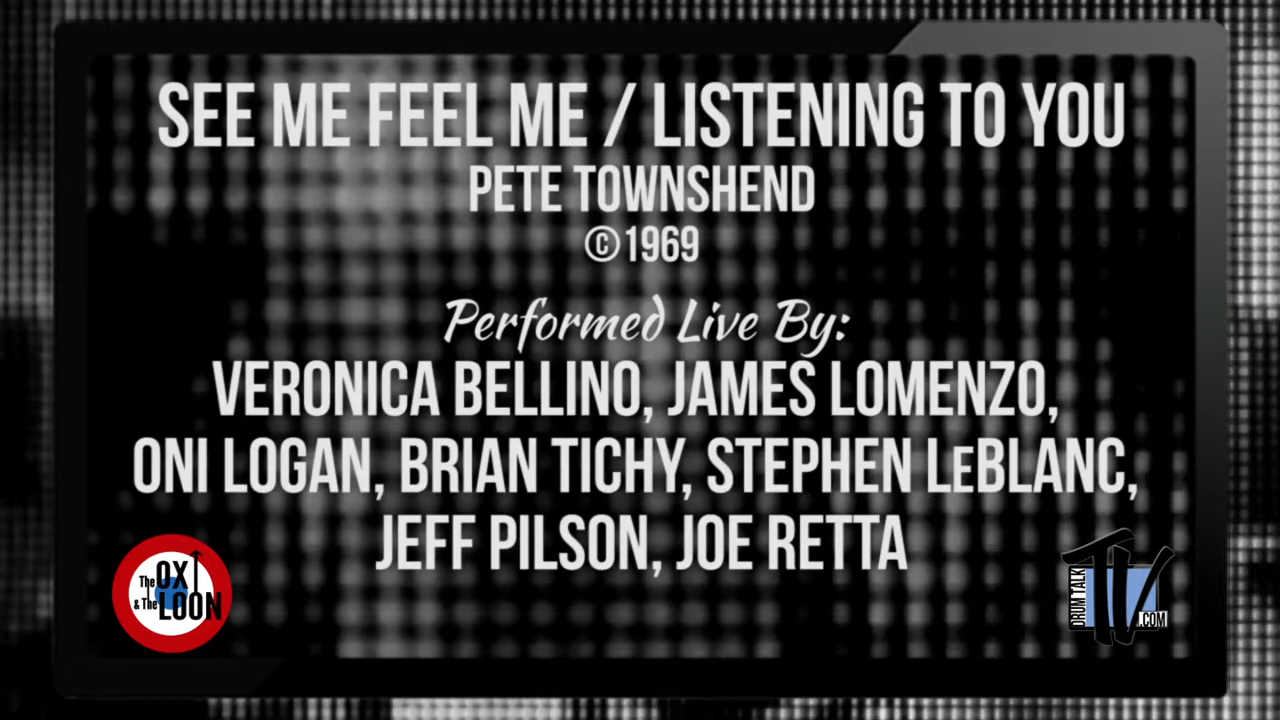 SEE ME FEEL ME / LISTENING TO YOU
PETE TOWNSHEND
©1969
Performed Live By:
VERONICA BELLINO, JAMES LOMENZO,
ONI LOGAN, BRIAN TICHY, STEPHEN LEBLANC,
JEFF PILSON, JOE RETTA
The OX
& The LOON
DRUM TALK
TV
.COM